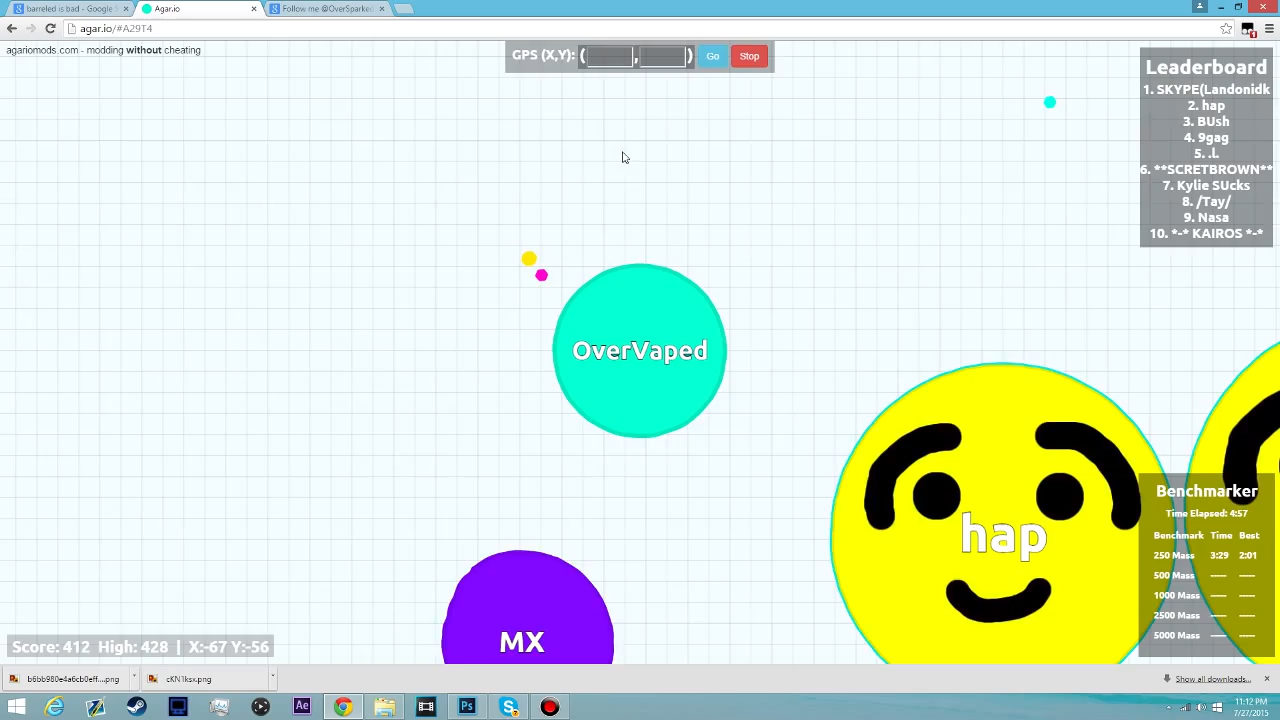 barreled is bad - Google
Agar.io
Follow me @OverSparked
agar.io/#A29T4
agariomods.com - modding without cheating
GPS (X,Y): ( , ) Go Stop
Leaderboard
1. SKYPE(Landonidk
2. hap
3. BUsh
4. 9gag
5. .l.
6. **SCRETBROWN**
7. Kylie SUcks
8. /Tay/
9. Nasa
10. *-* KAIROS *-*
OverVaped
hap
MX
Benchmarker
Time Elapsed: 4:57
Benchmark Time Best
250 Mass 3:29 2:01
500 Mass ----- -----
1000 Mass ----- -----
2500 Mass ----- -----
5000 Mass ----- -----
Score: 412 High: 428 | X:-67 Y:-56
b6bb980e4a6cb0eff....png
cKN1ksx.png
Show all downloads...
Ae
Ps
11:12 PM
7/27/2015